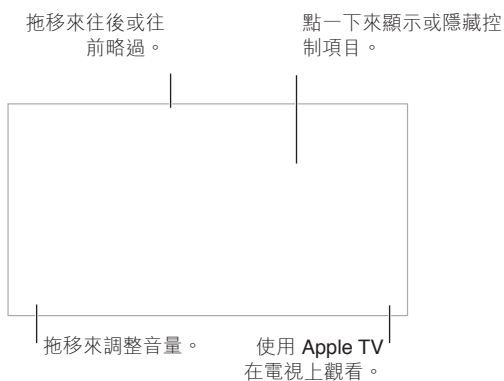 拖移來往後或往
前略過。
點一下來顯示或隱藏控
制項目。
拖移來調整音量。
使用 Apple TV
在電視上觀看。